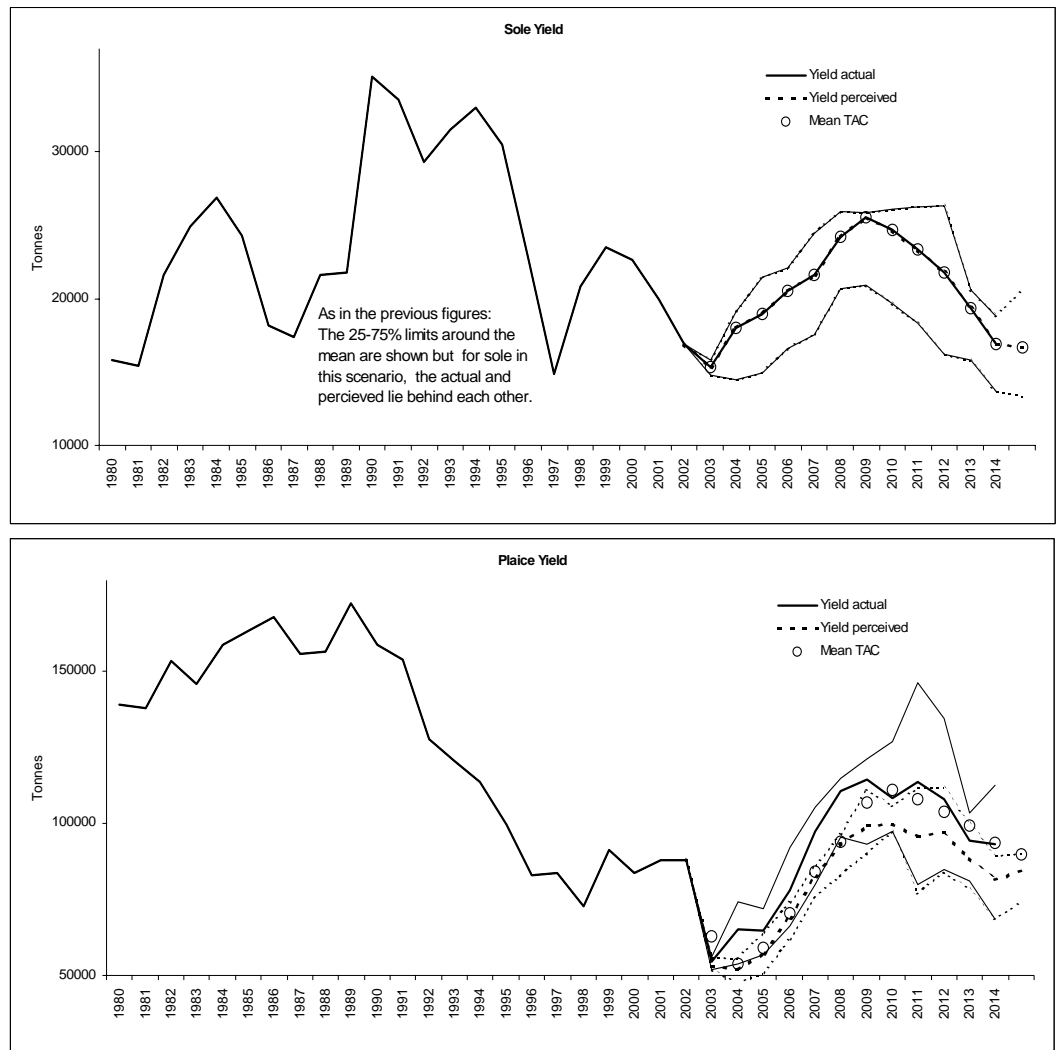 Sole Yield
Yield actual
Yield perceived
Mean TAC
30000
Tonnes
20000
As in the previous figures:
The 25-75% limits around the
mean are shown but for sole in
this scenario, the actual and
percieved lie behind each other.
10000
1980 1981 1982 1983 1984 1985 1986 1987 1988 1989 1990 1991 1992 1993 1994 1995 1996 1997 1998 1999 2000 2001 2002 2003 2004 2005 2006 2007 2008 2009 2010 2011 2012 2013 2014
Plaice Yield
Yield actual
Yield perceived
Mean TAC
150000
Tonnes
100000
50000
1980 1981 1982 1983 1984 1985 1986 1987 1988 1989 1990 1991 1992 1993 1994 1995 1996 1997 1998 1999 2000 2001 2002 2003 2004 2005 2006 2007 2008 2009 2010 2011 2012 2013 2014